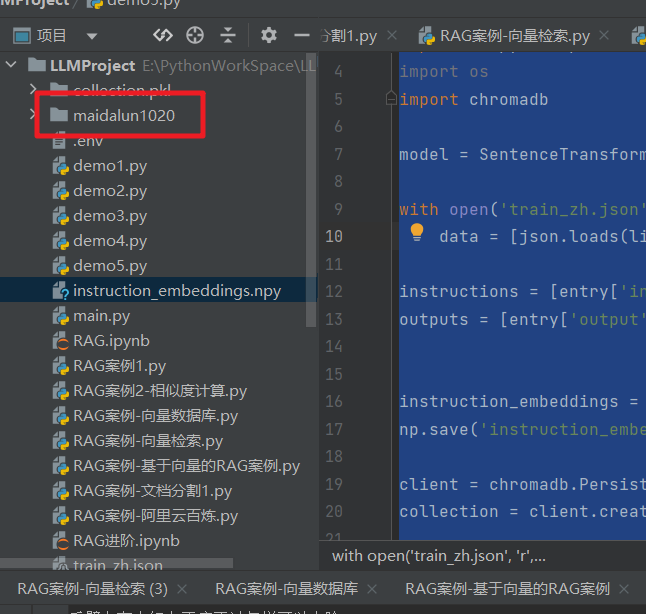 MProject
demo5.py
项目
分割1.py
RAG案例-向量检索.py
LLMProject E:\PythonWorkSpace\LL
collection.pkl
maidalun1020
.env
demo1.py
demo2.py
demo3.py
demo4.py
demo5.py
instruction_embeddings.npy
main.py
RAG.ipynb
RAG案例1.py
RAG案例2-相似度计算.py
RAG案例-向量数据库.py
RAG案例-向量检索.py
RAG案例-基于向量的RAG案例.py
RAG案例-文档分割1.py
RAG案例-阿里云百炼.py
RAG进阶.ipynb
train_zh.json
4 import os
5 import chromadb
6
7 model = SentenceTransform
8
9 with open('train_zh.json'
10 data = [json.loads(li
11
12 instructions = [entry['in
13 outputs = [entry['output'
14
15
16 instruction_embeddings =
17 np.save('instruction_embe
18
19 client = chromadb.Persist
20 collection = client.creat
21
with open('train_zh.json', 'r',...
RAG案例-向量检索 (3)
RAG案例-向量数据库
RAG案例-基于向量的RAG案例